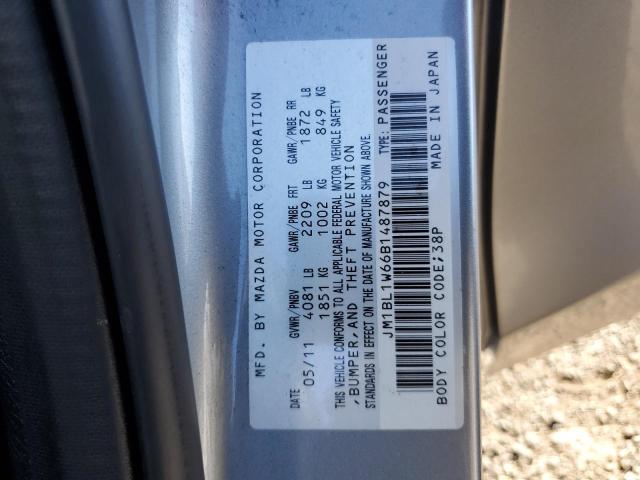 MFD. BY MAZDA MOTOR CORPORATION
DATE GVWR/PNBV GAWR/PNBE FRT GAWR/PNBE RR
05/11 4081 LB 2209 LB 1872 LB
1851 KG 1002 KG 849 KG
THIS VEHICLE CONFORMS TO ALL APPLICABLE FEDERAL MOTOR VEHICLE SAFETY
,BUMPER,AND THEFT PREVENTION
STANDARDS IN EFFECT ON THE DATE OF MANUFACTURE SHOWN ABOVE.
JM1BL1W66B1487879 TYPE: PASSENGER
BODY COLOR CODE;38P MADE IN JAPAN